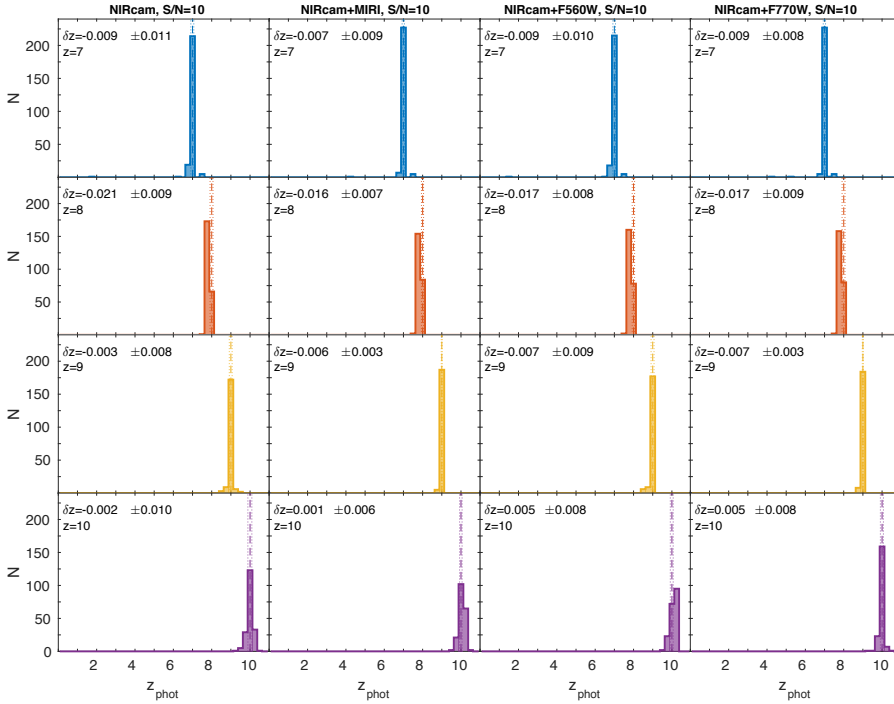 NIRcam, S/N=10 NIRcam+MIRI, S/N=10 NIRcam+F560W, S/N=10 NIRcam+F770W, S/N=10
200
150
100
50
N
δz=-0.009 ±0.011
z=7
δz=-0.007 ±0.009
z=7
δz=-0.009 ±0.010
z=7
δz=-0.009 ±0.008
z=7
200
150
100
50
N
δz=-0.021 ±0.009
z=8
δz=-0.016 ±0.007
z=8
δz=-0.017 ±0.008
z=8
δz=-0.017 ±0.009
z=8
200
150
100
50
N
δz=-0.003 ±0.008
z=9
δz=-0.006 ±0.003
z=9
δz=-0.007 ±0.009
z=9
δz=-0.007 ±0.003
z=9
200
150
100
50
0
N
δz=-0.002 ±0.010
z=10
δz=0.001 ±0.006
z=10
δz=0.005 ±0.008
z=10
δz=0.005 ±0.008
z=10
2 4 6 8 10 2 4 6 8 10 2 4 6 8 10 2 4 6 8 10
z_phot z_phot z_phot z_phot